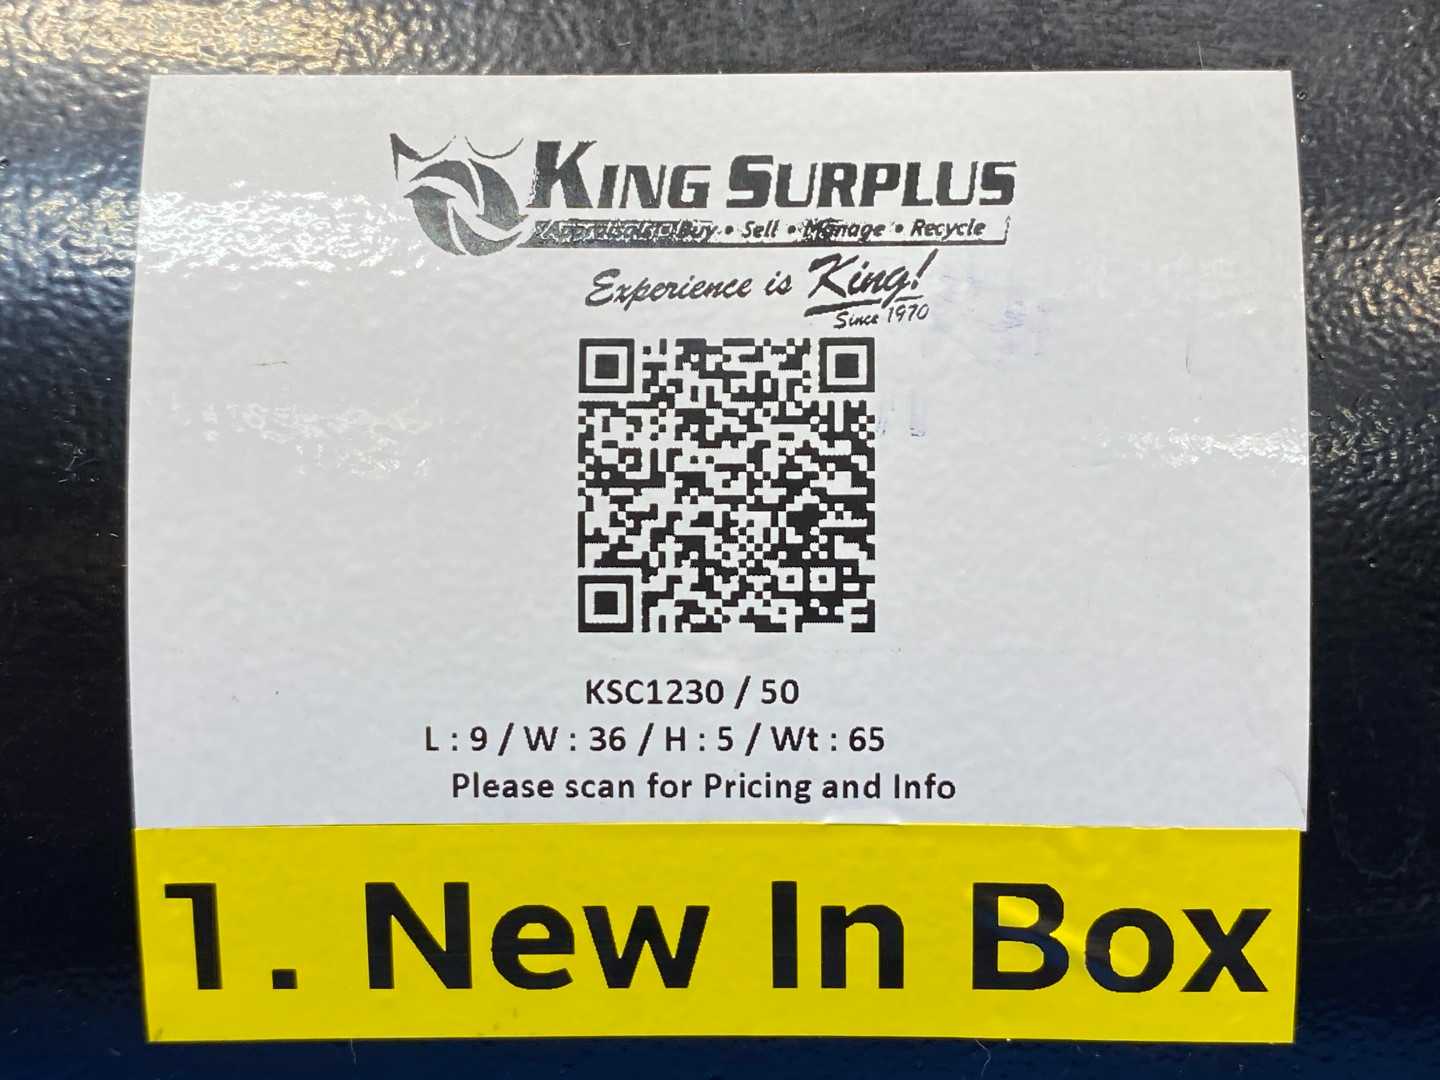 KING SURPLUS
Appraisals • Buy • Sell • Manage • Recycle
Experience is King!
Since 1970
KSC1230 / 50
L : 9 / W : 36 / H : 5 / Wt : 65
Please scan for Pricing and Info
1. New In Box